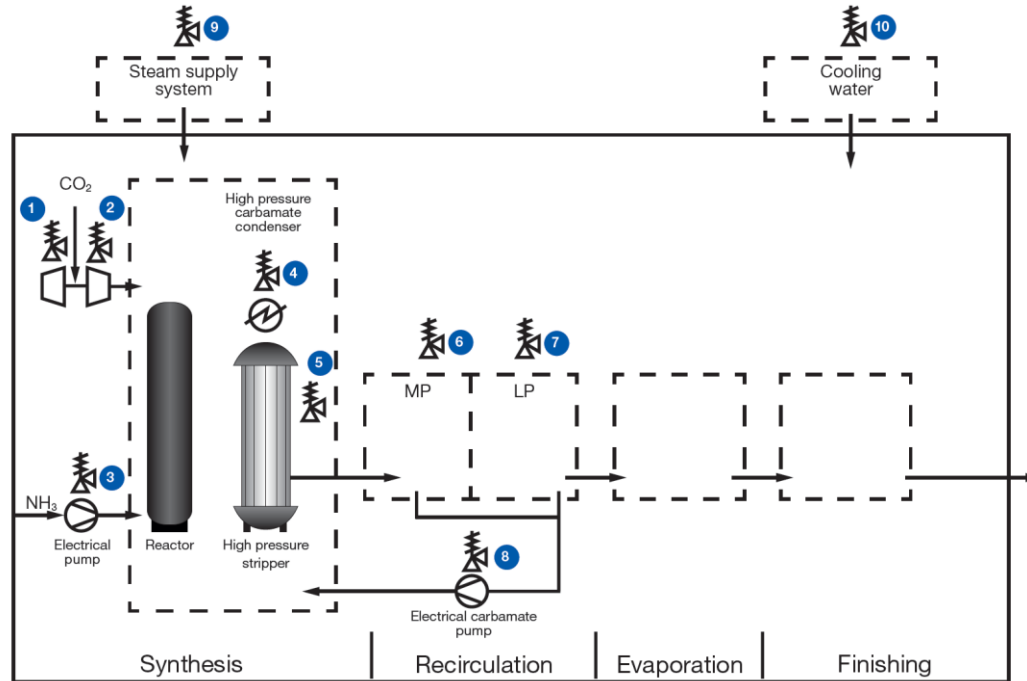 9
10
Steam supply
system
Cooling
water
CO₂
1
2
High pressure
carbamate
condenser
4
5
6
7
MP
LP
3
NH₃
Electrical
pump
Reactor
High pressure
stripper
8
Electrical carbamate
pump
Synthesis
Recirculation
Evaporation
Finishing